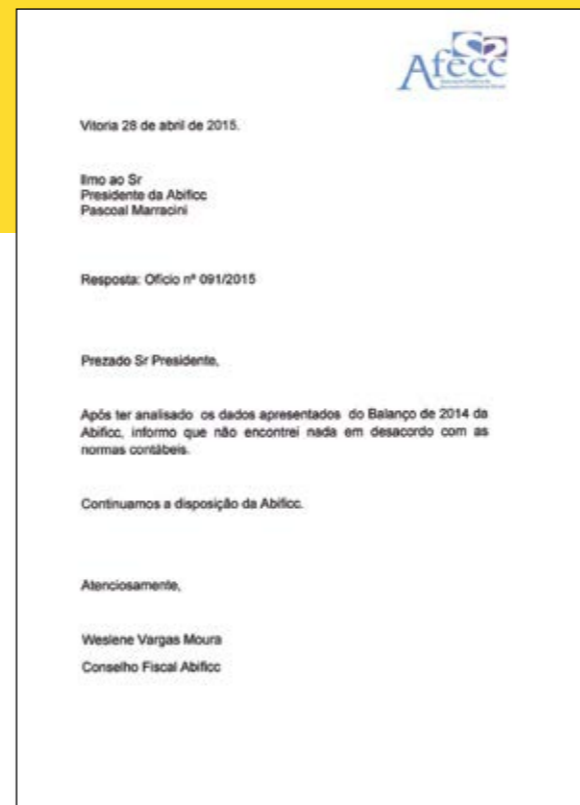 Afecc
Vitoria 28 de abril de 2015.
Ilmo ao Sr
Presidente da Abificc
Pascoal Marracini
Resposta: Ofício nº 091/2015
Prezado Sr Presidente,
Após ter analisado os dados apresentados do Balanço de 2014 da
Abificc, informo que não encontrei nada em desacordo com as
normas contábeis.
Continuamos a disposição da Abificc.
Atenciosamente,
Weslene Vargas Moura
Conselho Fiscal Abificc